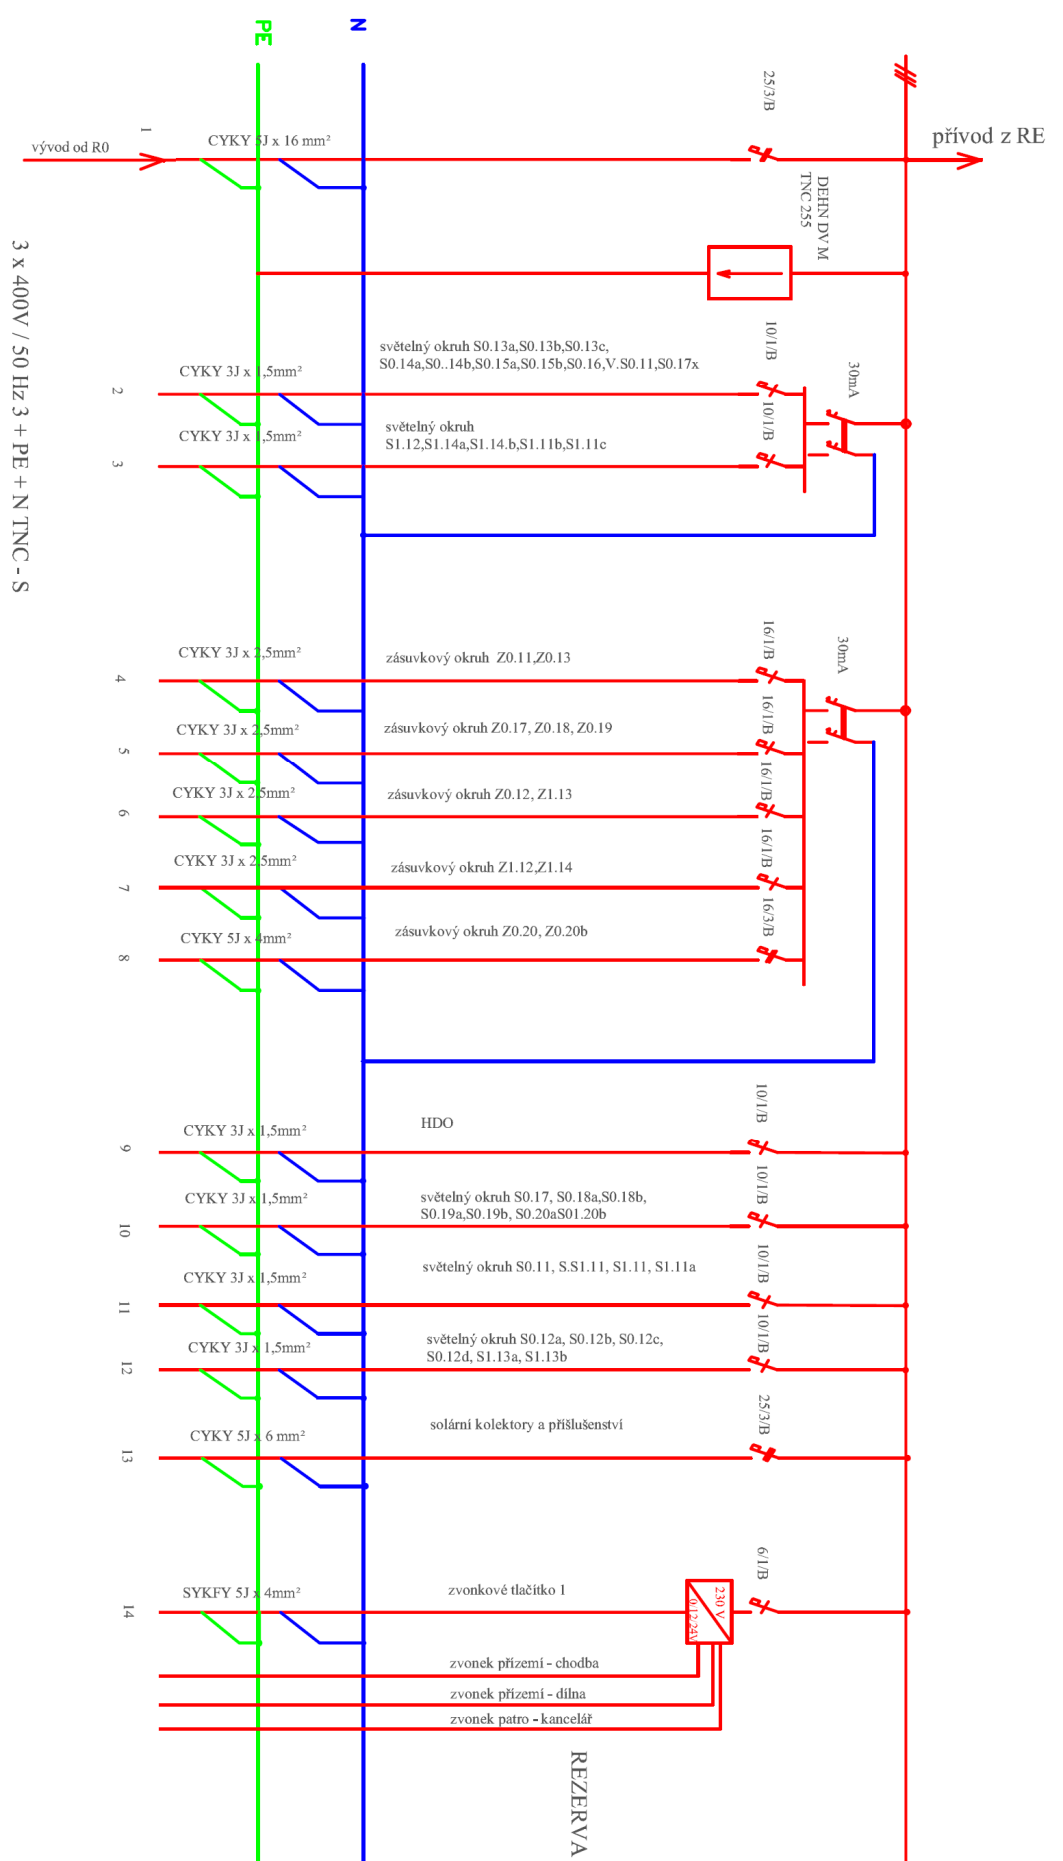 PE
N
25/3/B
přívod z RE
1
CYKY 5J x 16 mm²
vývod od R0
DEHN DV M
TNC 255
3 x 400V / 50 Hz 3 + PE + N TNC - S
10/1/B
30mA
světelný okruh S0.13a,S0.13b,S0.13c,
S0.14a,S0..14b,S0.15a,S0.15b,S0.16,V.S0.11,S0.17x
CYKY 3J x 1,5mm²
2
10/1/B
světelný okruh
S1.12,S1.14a,S1.14.b,S1.11b,S1.11c
CYKY 3J x 1,5mm²
3
16/1/B
30mA
CYKY 3J x 2,5mm²
zásuvkový okruh Z0.11,Z0.13
4
16/1/B
CYKY 3J x 2,5mm²
zásuvkový okruh Z0.17, Z0.18, Z0.19
5
16/1/B
CYKY 3J x 2,5mm²
zásuvkový okruh Z0.12, Z1.13
6
16/1/B
CYKY 3J x 2,5mm²
zásuvkový okruh Z1.12,Z1.14
7
16/3/B
CYKY 5J x 4mm²
zásuvkový okruh Z0.20, Z0.20b
8
10/1/B
HDO
CYKY 3J x 1,5mm²
9
10/1/B
CYKY 3J x 1,5mm²
světelný okruh S0.17, S0.18a,S0.18b,
S0.19a,S0.19b, S0.20aS01.20b
10
10/1/B
světelný okruh S0.11, S.S1.11, S1.11, S1.11a
CYKY 3J x 1,5mm²
11
10/1/B
světelný okruh S0.12a, S0.12b, S0.12c,
S0.12d, S1.13a, S1.13b
CYKY 3J x 1,5mm²
12
25/3/B
solární kolektory a příšlušenství
CYKY 5J x 6 mm²
13
6/1/B
230 V
0/12/24V
SYKFY 5J x 4mm²
zvonkové tlačítko 1
14
zvonek přízemí - chodba
zvonek přízemí - dílna
zvonek patro - kancelář
REZERVA